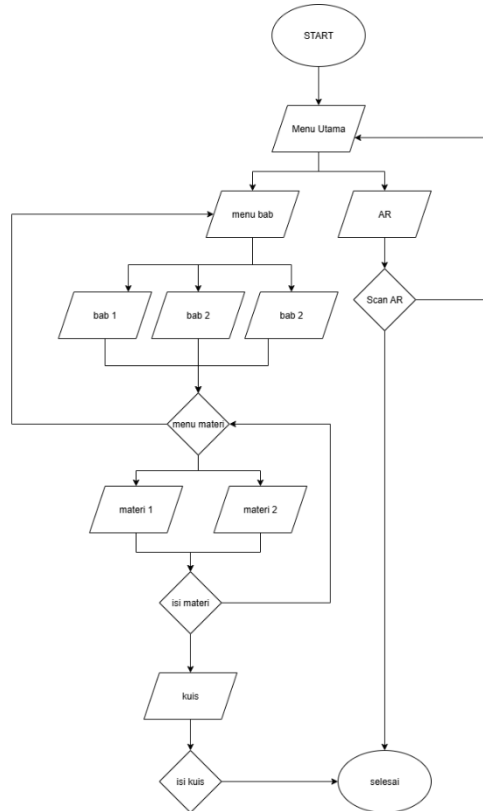 START
Menu Utama
menu bab
AR
bab 1
bab 2
bab 2
Scan AR
menu materi
materi 1
materi 2
isi materi
kuis
isi kuis
selesai